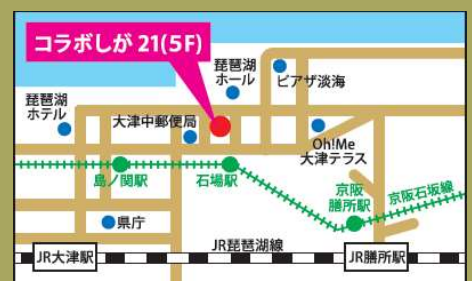 コラボしが 21(5F)
琵琶湖
ホール
ピアザ淡海
琵琶湖
ホテル
大津中郵便局
Oh!Me
大津テラス
島ノ関駅
石場駅
京阪
膳所駅
京阪石坂線
県庁
JR琵琶湖線
JR大津駅
JR膳所駅